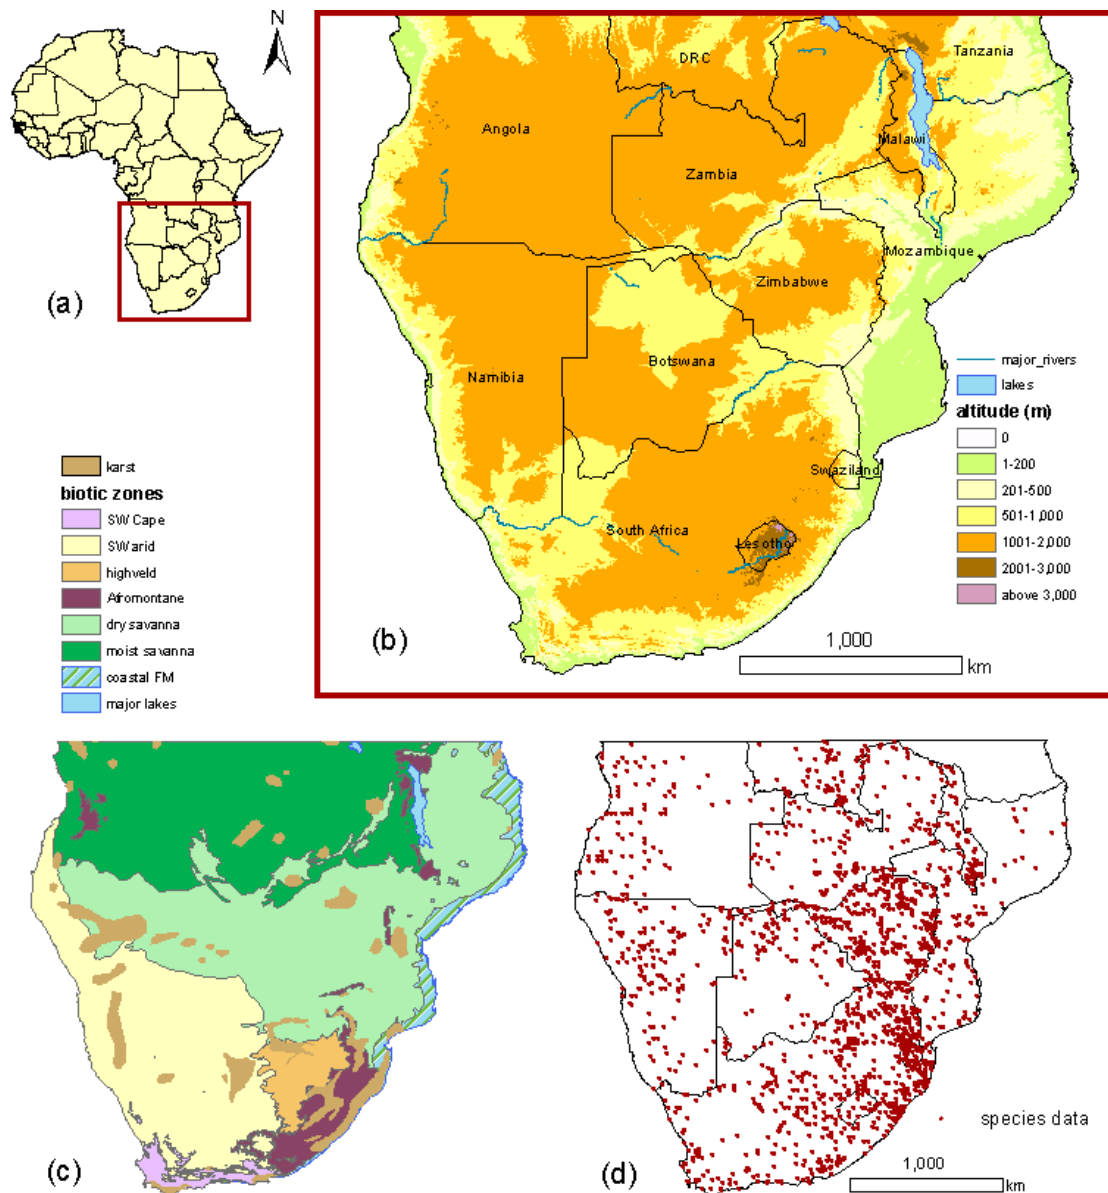 N
(a)
DRC
Tanzania
Angola
Malawi
Zambia
Mozambique
Zimbabwe
Botswana
Namibia
Swaziland
South Africa
Lesotho
major_rivers
lakes
altitude (m)
0
1-200
201-500
501-1,000
1001-2,000
2001-3,000
above 3,000
(b)
1,000
km
karst
biotic zones
SW Cape
SW arid
highveld
Afromontane
dry savanna
moist savanna
coastal FM
major lakes
(c)
(d)
species data
1,000
km